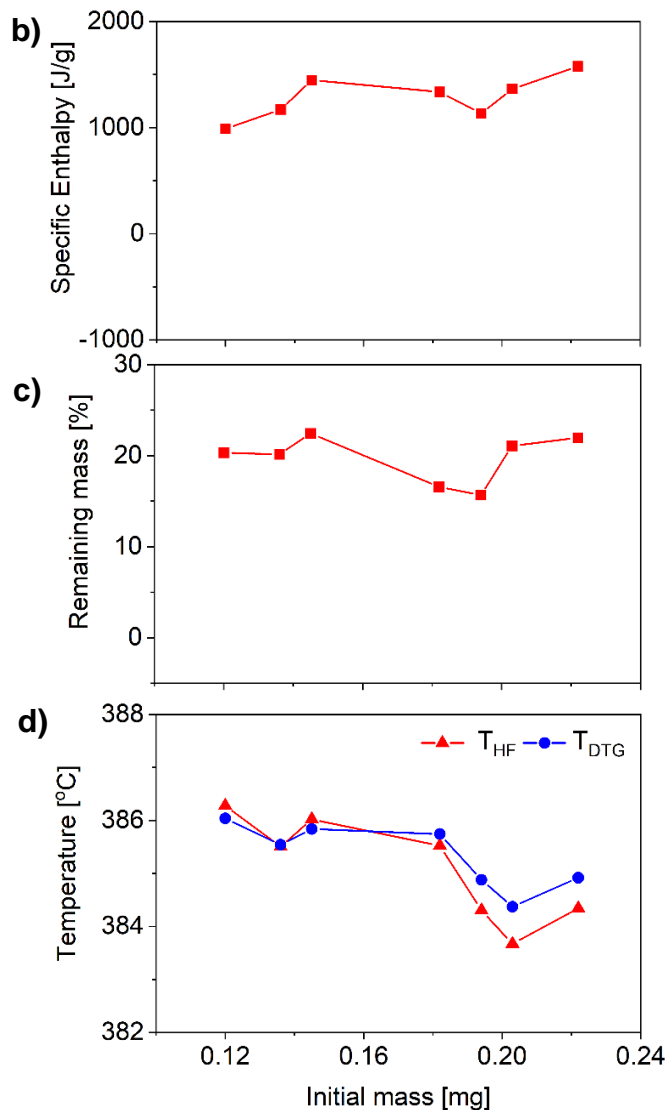 b)
Specific Enthalpy [J/g]
2000
1000
0
-1000
c)
Remaining mass [%]
30
20
10
0
d)
Temperature [°C]
388
386
384
382
T_HF T_DTG
0.12 0.16 0.20 0.24
Initial mass [mg]